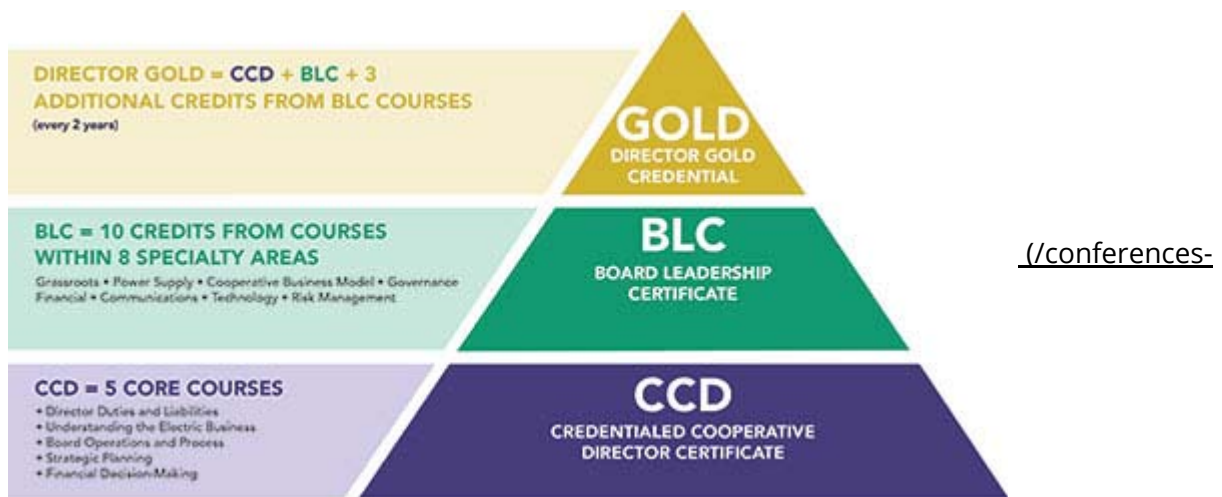 DIRECTOR GOLD = CCD + BLC + 3
ADDITIONAL CREDITS FROM BLC COURSES
(every 2 years)
GOLD
DIRECTOR GOLD
CREDENTIAL
BLC = 10 CREDITS FROM COURSES
WITHIN 8 SPECIALTY AREAS
Grassroots • Power Supply • Cooperative Business Model • Governance
Financial • Communications • Technology • Risk Management
BLC
BOARD LEADERSHIP
CERTIFICATE
(/conferences-
CCD = 5 CORE COURSES
• Director Duties and Liabilities
• Understanding the Electric Business
• Board Operations and Process
• Strategic Planning
• Financial Decision-Making
CCD
CREDENTIALED COOPERATIVE
DIRECTOR CERTIFICATE